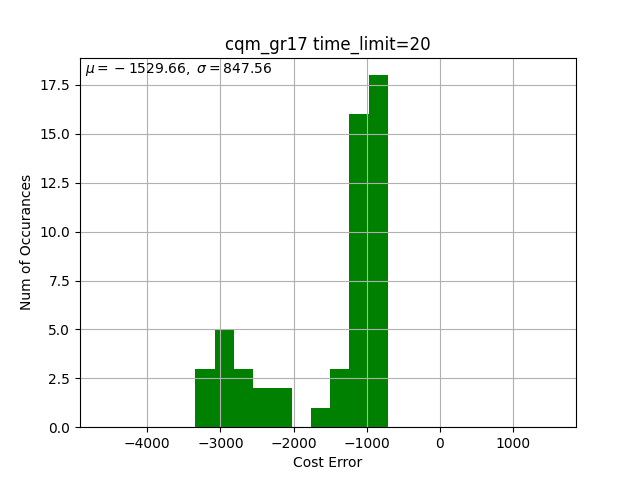 cqm_gr17 time_limit=20
μ = −1529.66, σ = 847.56
17.5
15.0
12.5
10.0
7.5
5.0
2.5
0.0
Num of Occurances
−4000 −3000 −2000 −1000 0 1000
Cost Error